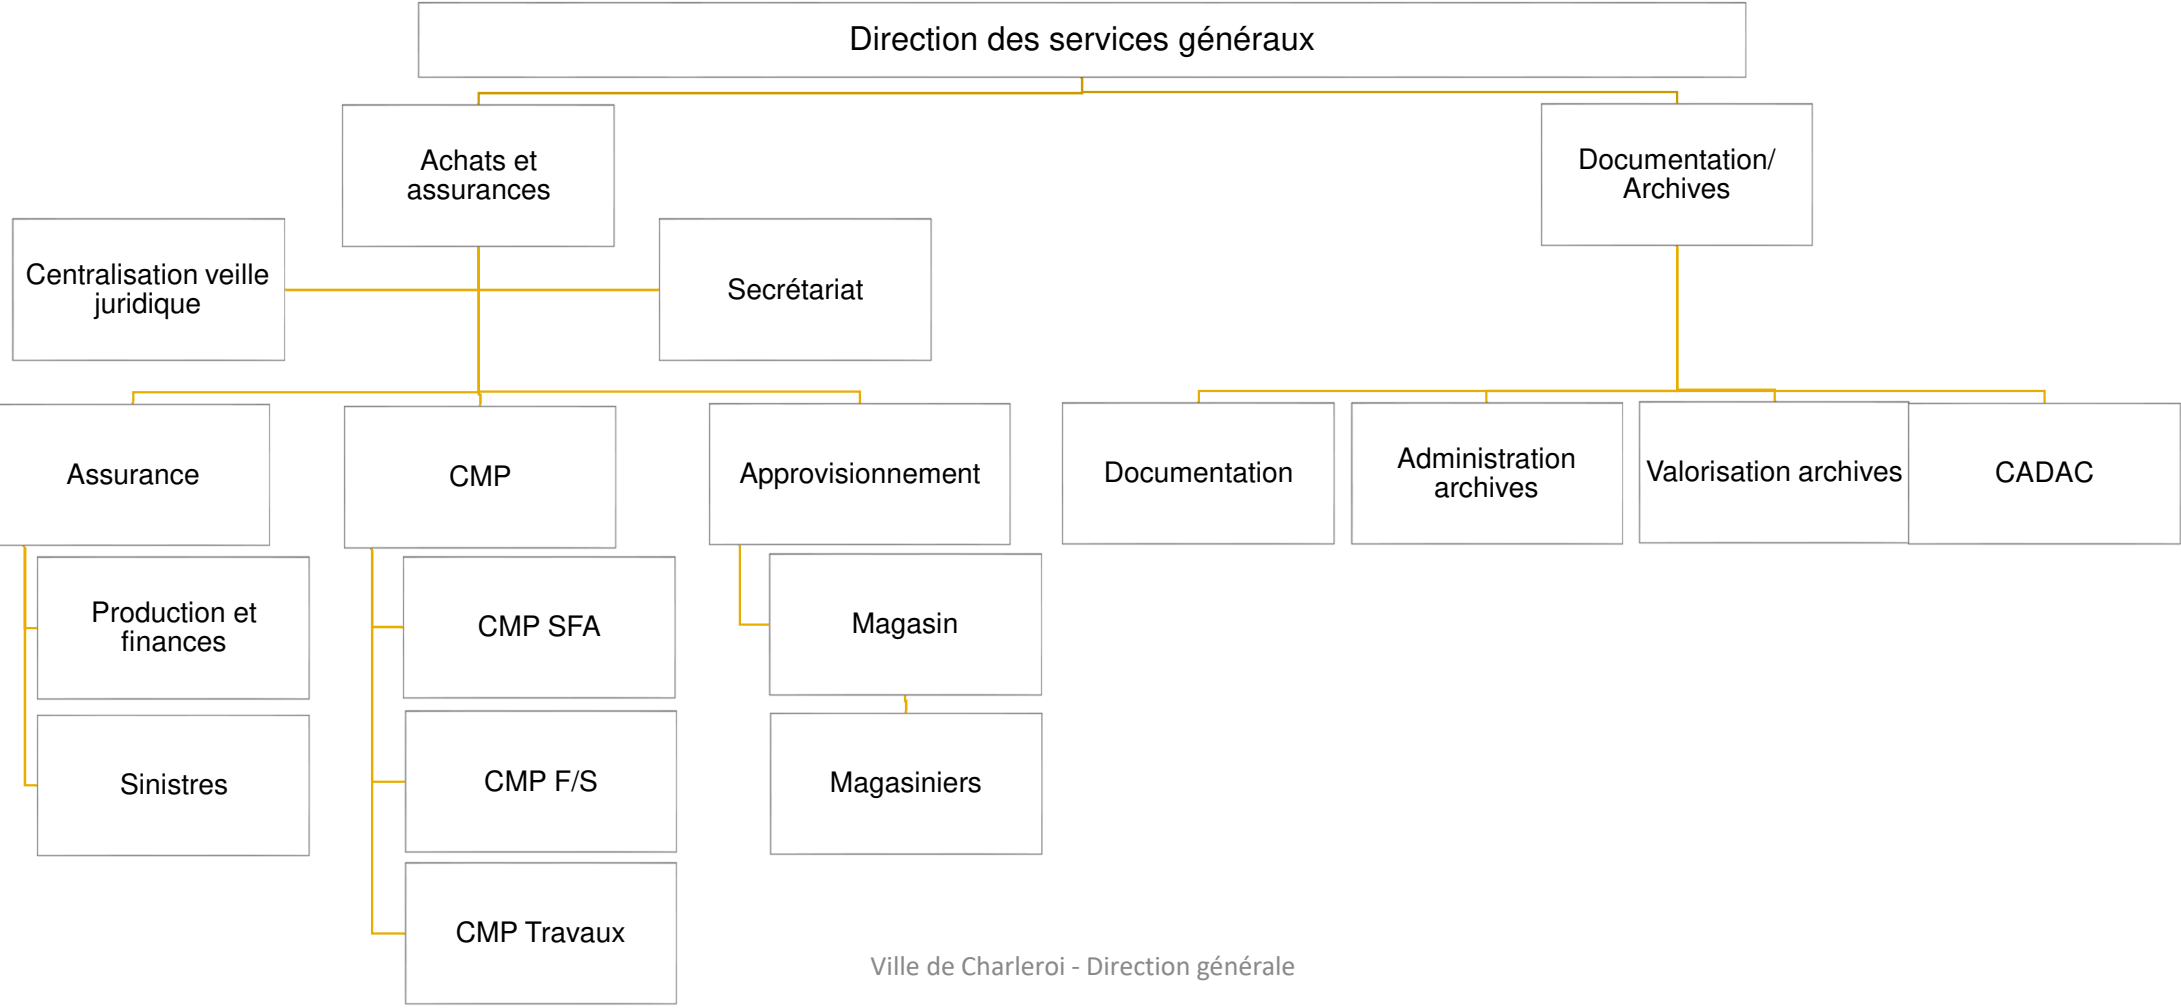 Direction des services généraux
Achats et
assurances
Documentation/
Archives
Centralisation veille
juridique
Secrétariat
Assurance
CMP
Approvisionnement
Documentation
Administration
archives
Valorisation archives
CADAC
Production et
finances
CMP SFA
Magasin
Sinistres
CMP F/S
Magasiniers
CMP Travaux
Ville de Charleroi - Direction générale